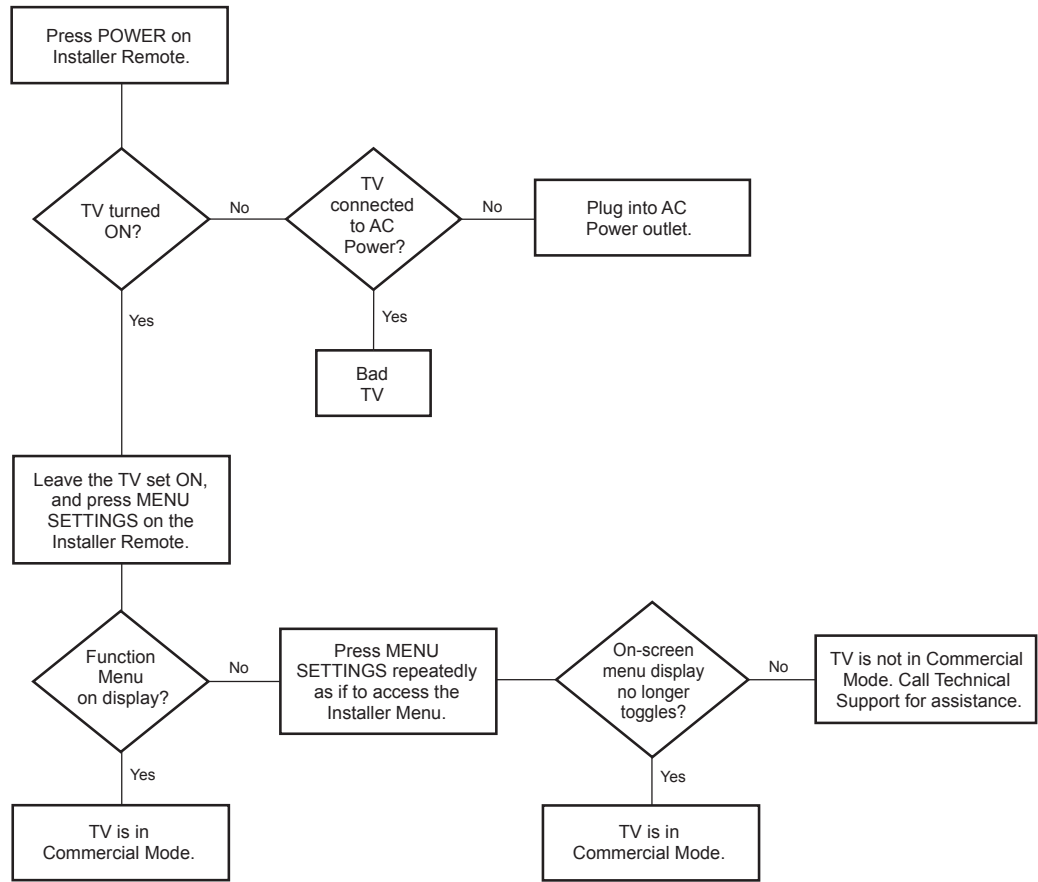 Press POWER on
Installer Remote.
TV turned
ON?
No
TV
connected
to AC
Power?
No
Plug into AC
Power outlet.
Yes
Yes
Bad
TV
Leave the TV set ON,
and press MENU
SETTINGS on the
Installer Remote.
Function
Menu
on display?
No
Press MENU
SETTINGS repeatedly
as if to access the
Installer Menu.
On-screen
menu display
no longer
toggles?
No
TV is not in Commercial
Mode. Call Technical
Support for assistance.
Yes
Yes
TV is in
Commercial Mode.
TV is in
Commercial Mode.